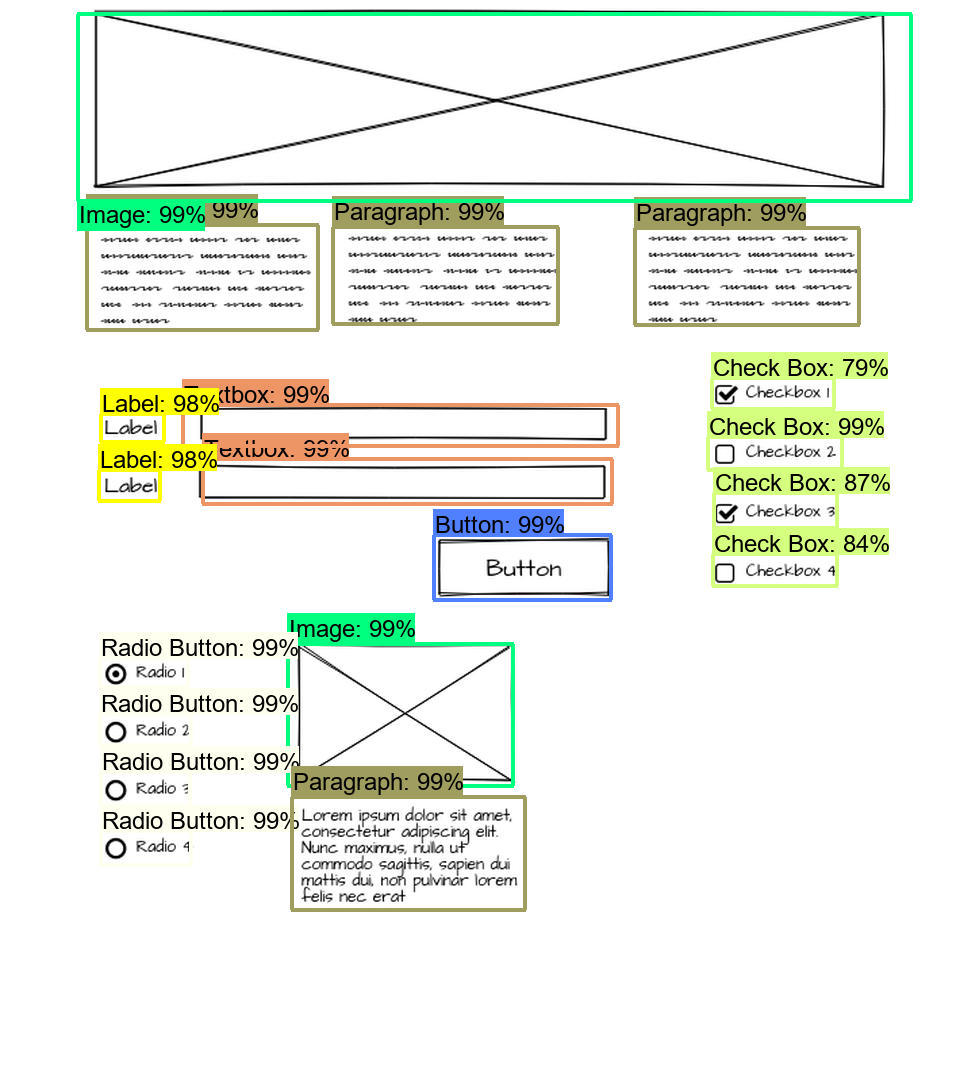 Image: 99% 99%
Paragraph: 99%
Paragraph: 99%
Check Box: 79%
Checkbox 1
Textbox: 99%
Label: 98%
Label
Check Box: 99%
Checkbox 2
Textbox: 99%
Label: 98%
Label
Check Box: 87%
Checkbox 3
Button: 99%
Button
Check Box: 84%
Checkbox 4
Image: 99%
Radio Button: 99%
Radio 1
Radio Button: 99%
Radio 2
Radio Button: 99%
Radio 3
Radio Button: 99%
Radio 4
Paragraph: 99%
Lorem ipsum dolor sit amet,
consectetur adipiscing elit.
Nunc maximus, nulla ut
commodo sagittis, sapien dui
mattis dui, non pulvinar lorem
felis nec erat